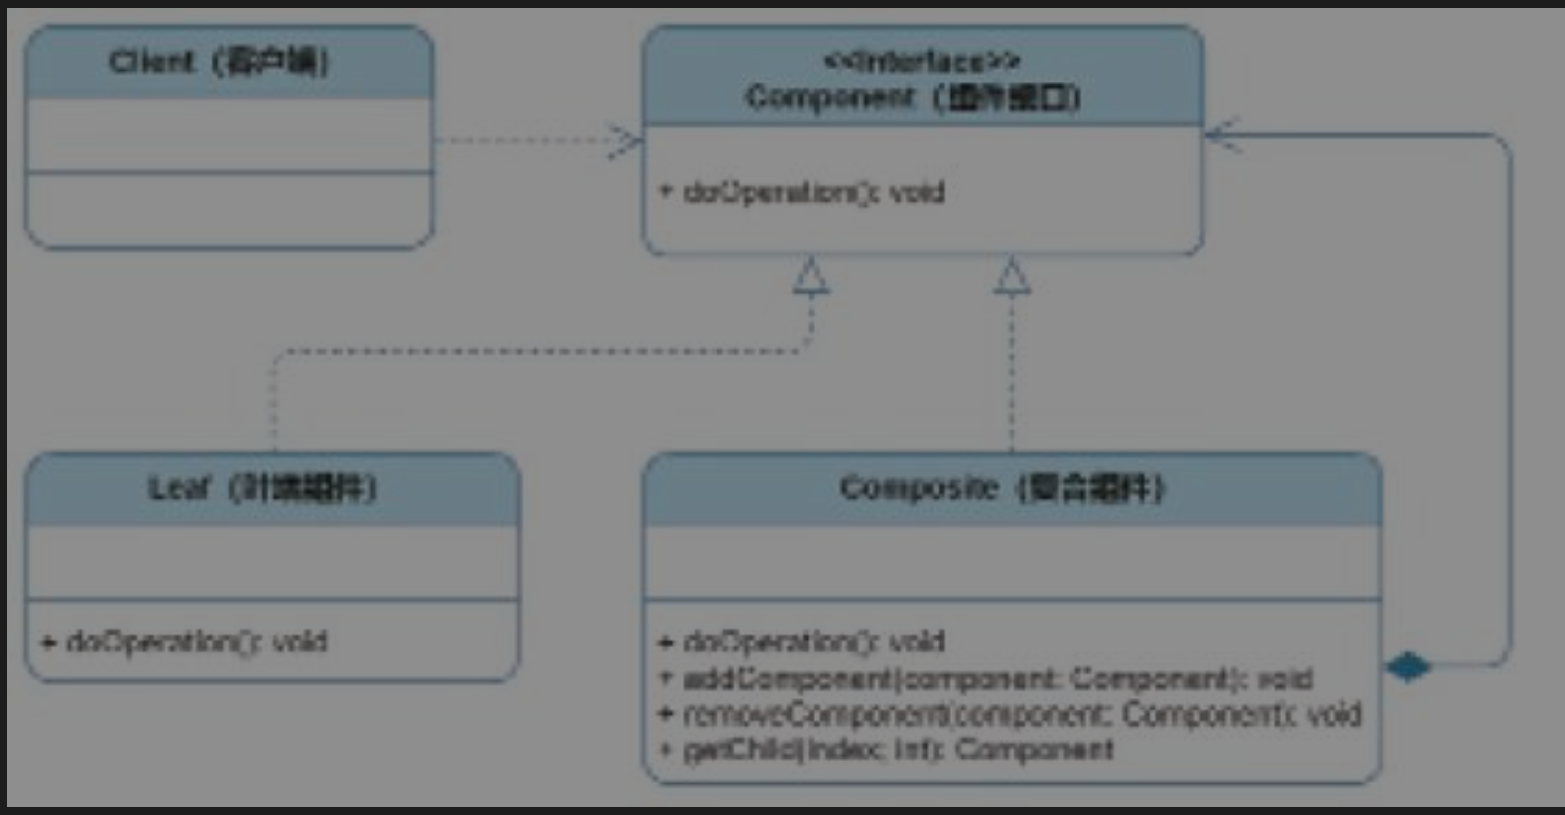 Client (客户端)
<<Interface>>
Component (组件接口)
+ doOperation(): void
Leaf (叶端组件)
+ doOperation(): void
Composite (复合组件)
+ doOperation(): void
+ addComponent(component: Component): void
+ removeComponent(component: Component): void
+ getChild(index: int): Component